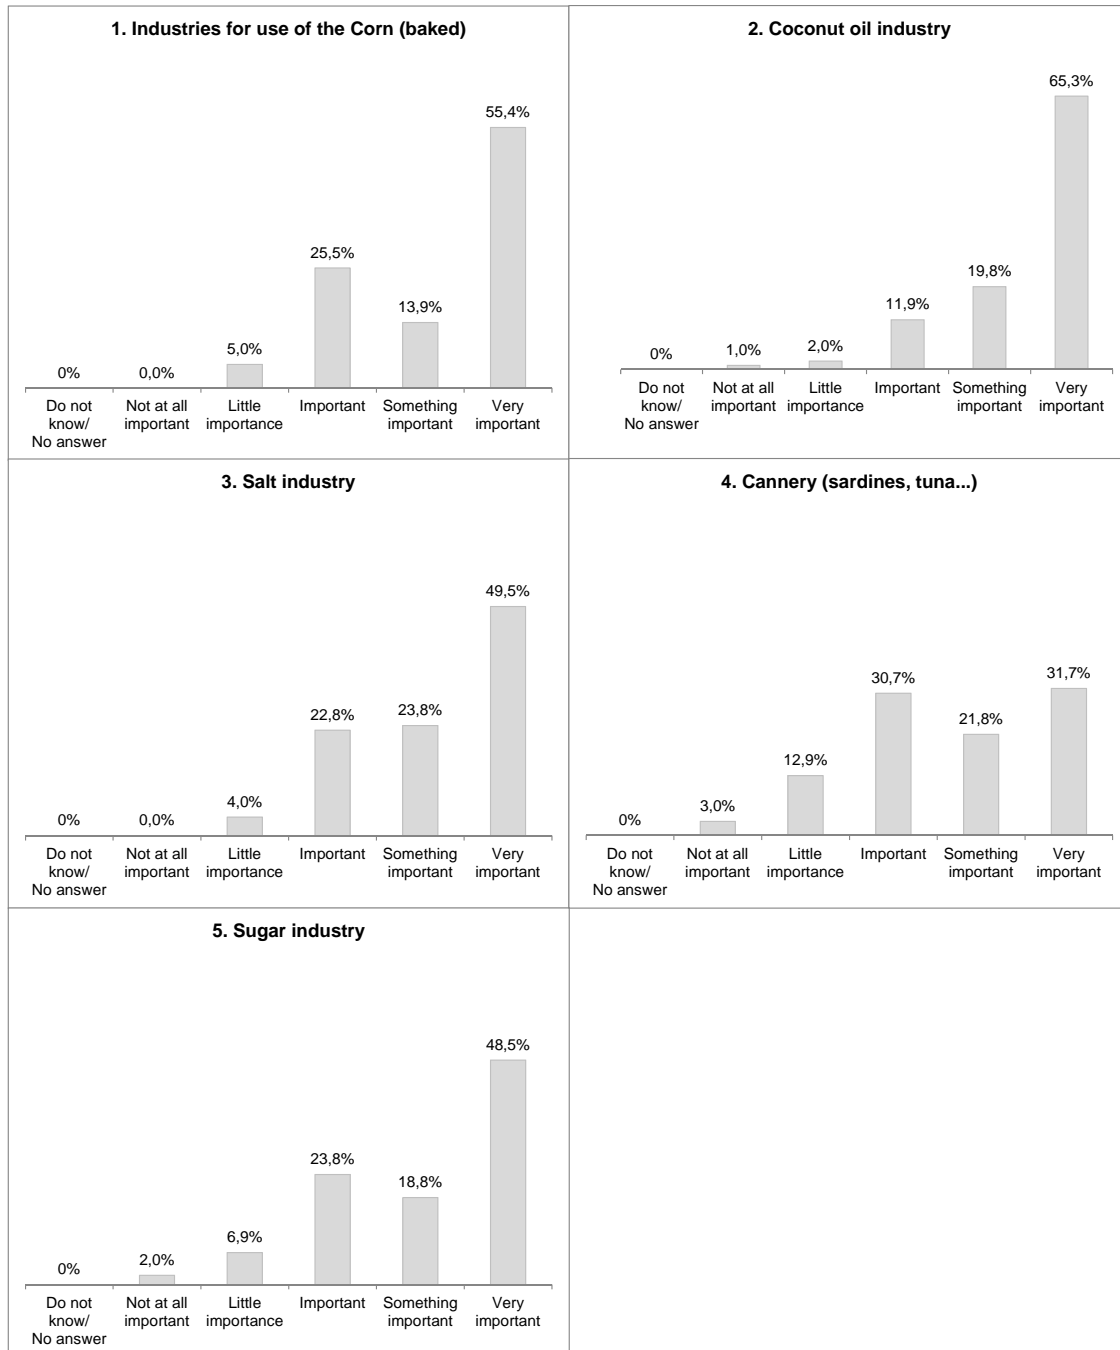 1. Industries for use of the Corn (baked)
55,4%
25,5%
13,9%
5,0%
0%
0,0%
Do not
know/
No answer
Not at all
important
Little
importance
Important
Something
important
Very
important
2. Coconut oil industry
65,3%
19,8%
11,9%
2,0%
1,0%
0%
Do not
know/
No answer
Not at all
important
Little
importance
Important
Something
important
Very
important
3. Salt industry
49,5%
22,8%
23,8%
4,0%
0%
0,0%
Do not
know/
No answer
Not at all
important
Little
importance
Important
Something
important
Very
important
4. Cannery (sardines, tuna...)
31,7%
30,7%
21,8%
12,9%
3,0%
0%
Do not
know/
No answer
Not at all
important
Little
importance
Important
Something
important
Very
important
5. Sugar industry
48,5%
23,8%
18,8%
6,9%
2,0%
0%
Do not
know/
No answer
Not at all
important
Little
importance
Important
Something
important
Very
important